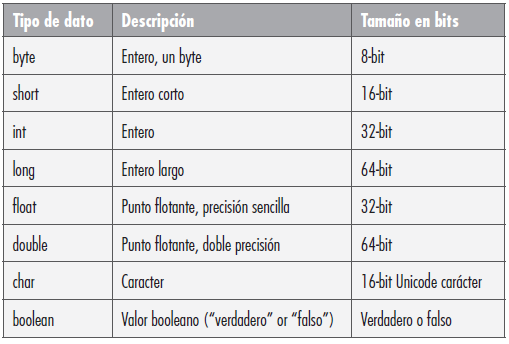 Tipo de dato Descripción Tamaño en bits
byte Entero, un byte 8-bit
short Entero corto 16-bit
int Entero 32-bit
long Entero largo 64-bit
float Punto flotante, precisión sencilla 32-bit
double Punto flotante, doble precisión 64-bit
char Caracter 16-bit Unicode carácter
boolean Valor booleano (“verdadero” or “falso”) Verdadero o falso